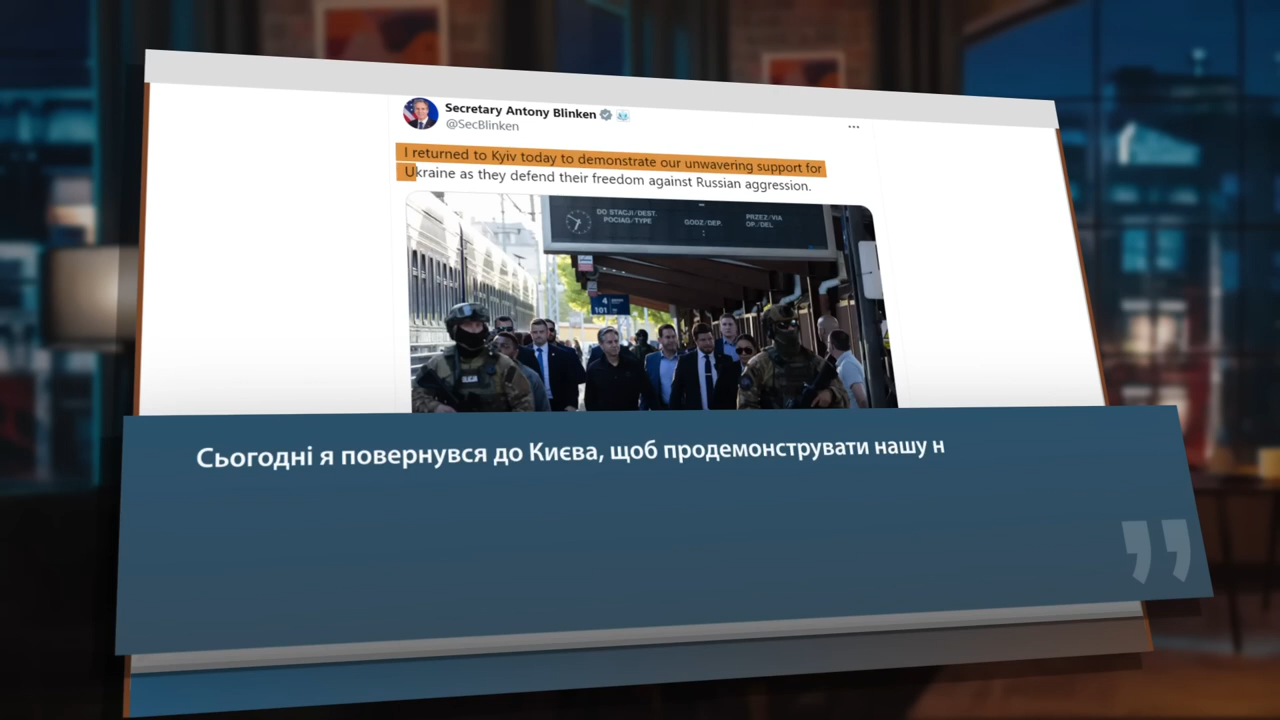 Secretary Antony Blinken
@SecBlinken
I returned to Kyiv today to demonstrate our unwavering support for
Ukraine as they defend their freedom against Russian aggression.
DO STACJI/DEST. GODZ/DEP. PRZEZ/VIA
POCIĄG/TYPE OP./DEL
4
101
Сьогодні я повернувся до Києва, щоб продемонструвати нашу н